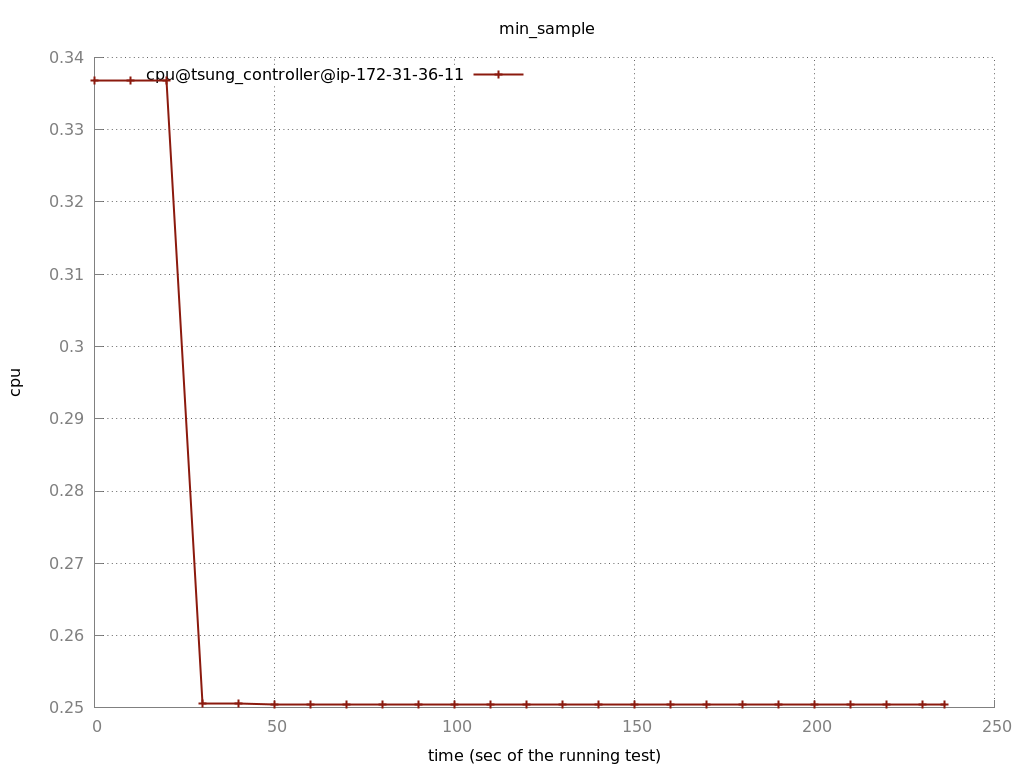 min_sample
0.34
cpu@tsung_controller@ip-172-31-36-11
0.33
0.32
0.31
0.3
cpu
0.29
0.28
0.27
0.26
0.25
0 50 100 150 200 250
time (sec of the running test)